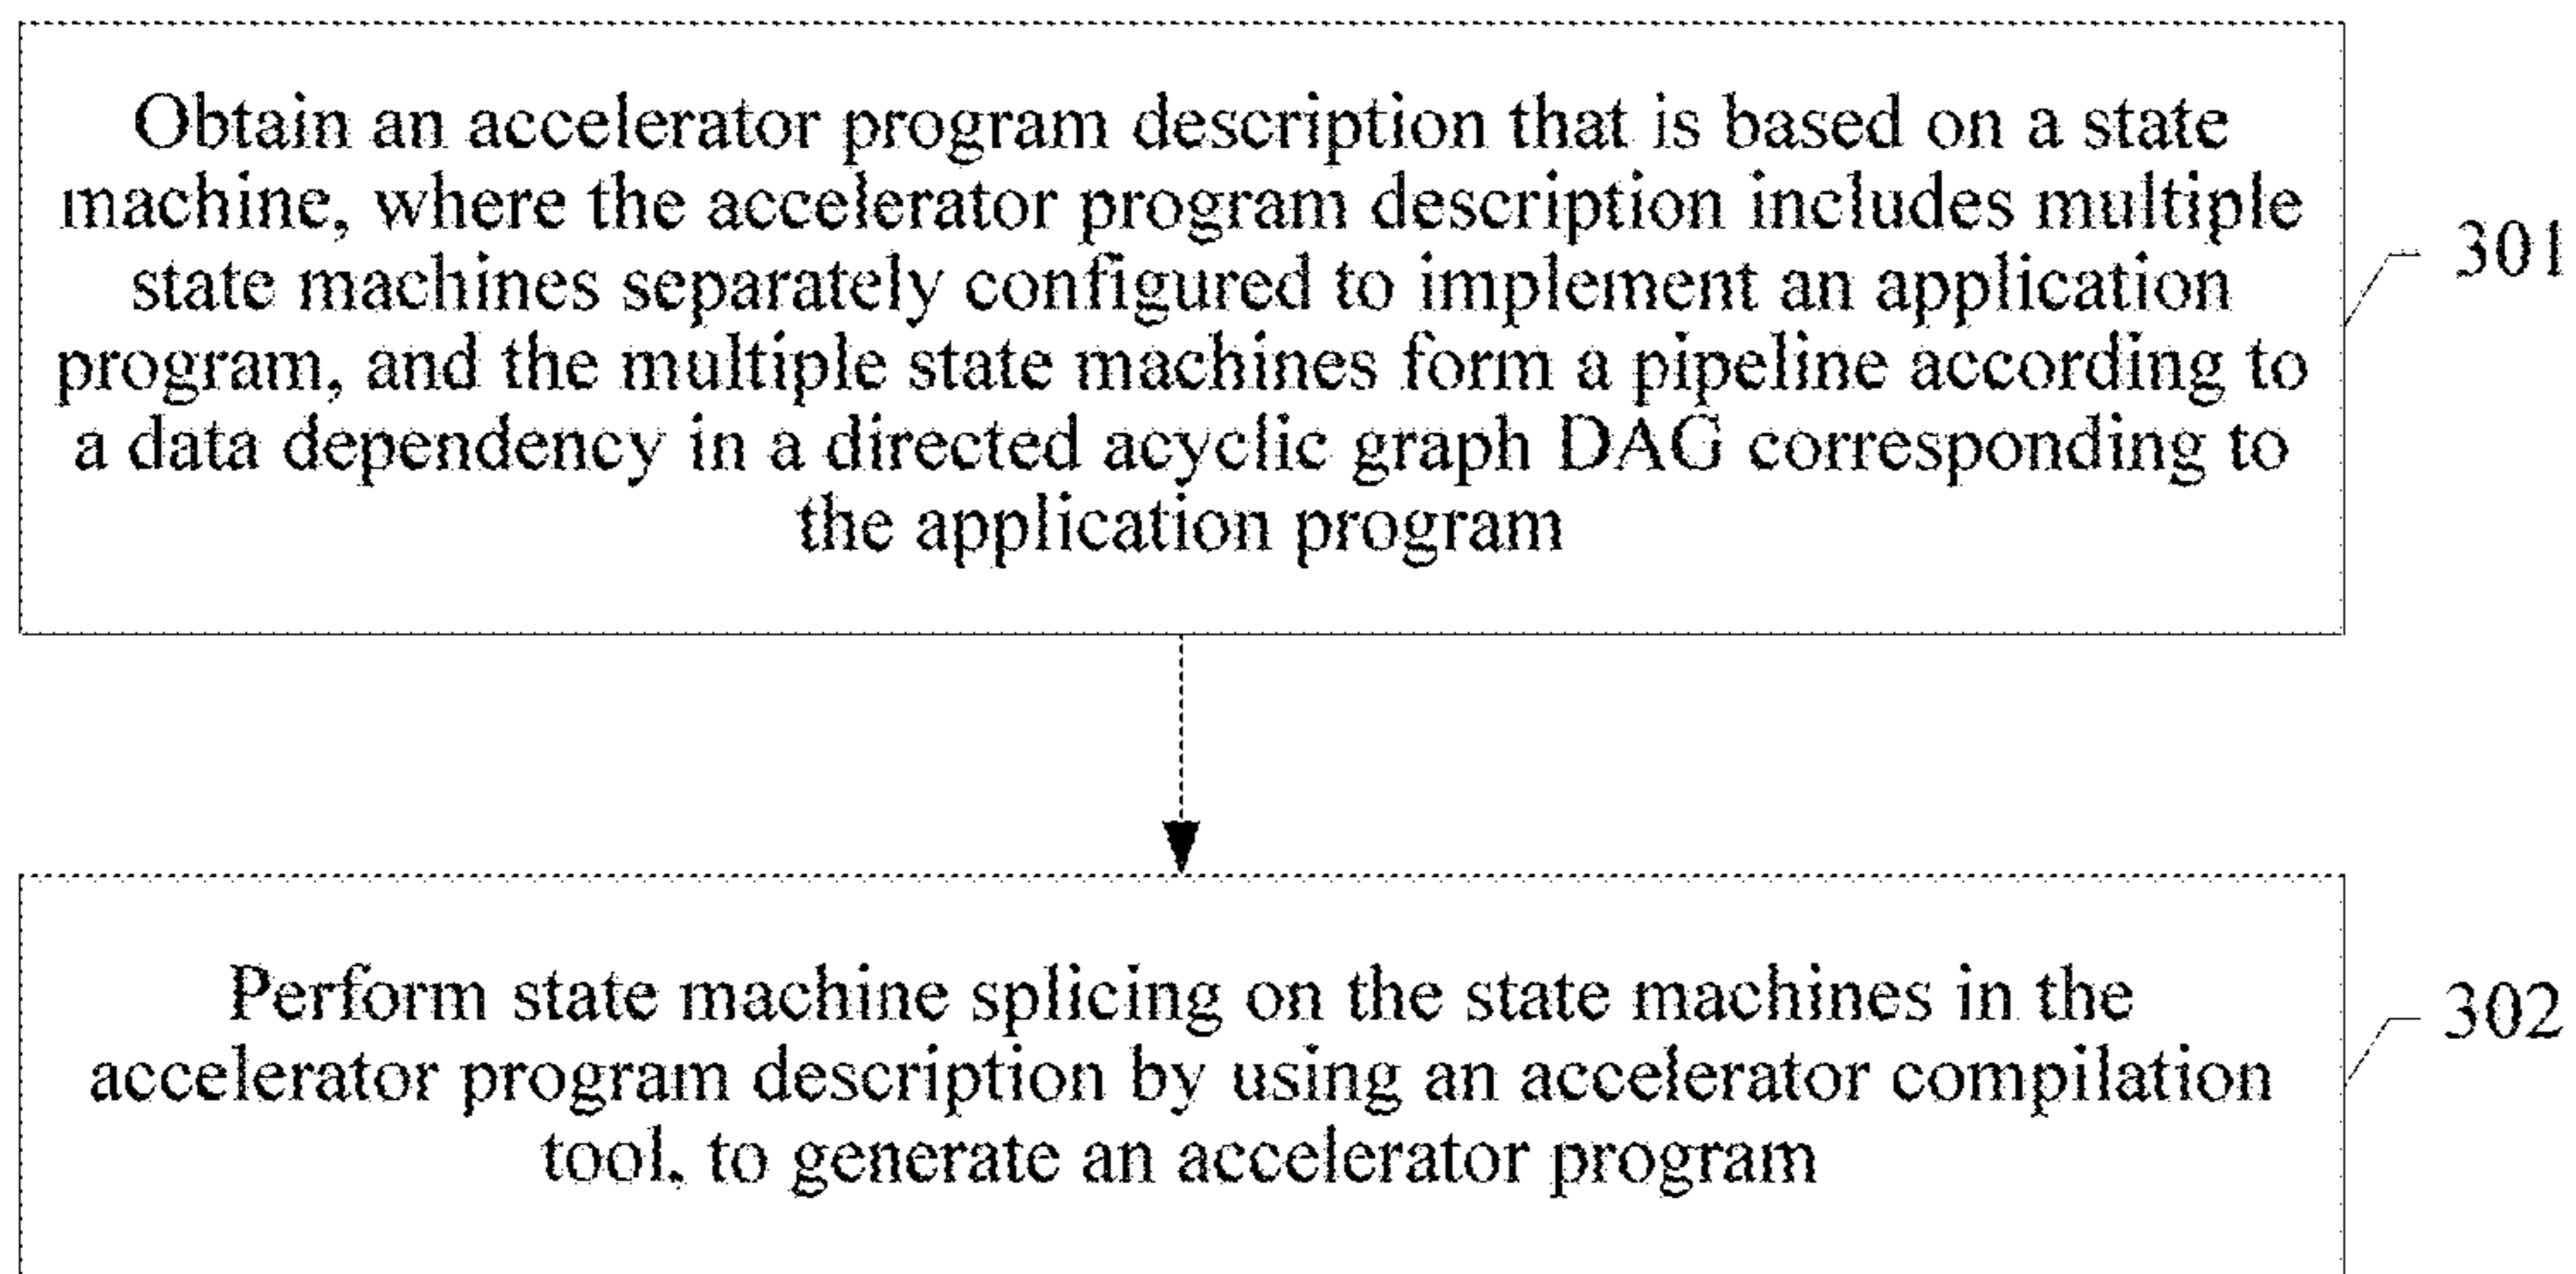 Obtain an accelerator program description that is based on a state
machine, where the accelerator program description includes multiple
state machines separately configured to implement an application
program, and the multiple state machines form a pipeline according to
a data dependency in a directed acyclic graph DAG corresponding to
the application program
301
Perform state machine splicing on the state machines in the
accelerator program description by using an accelerator compilation
tool, to generate an accelerator program
302